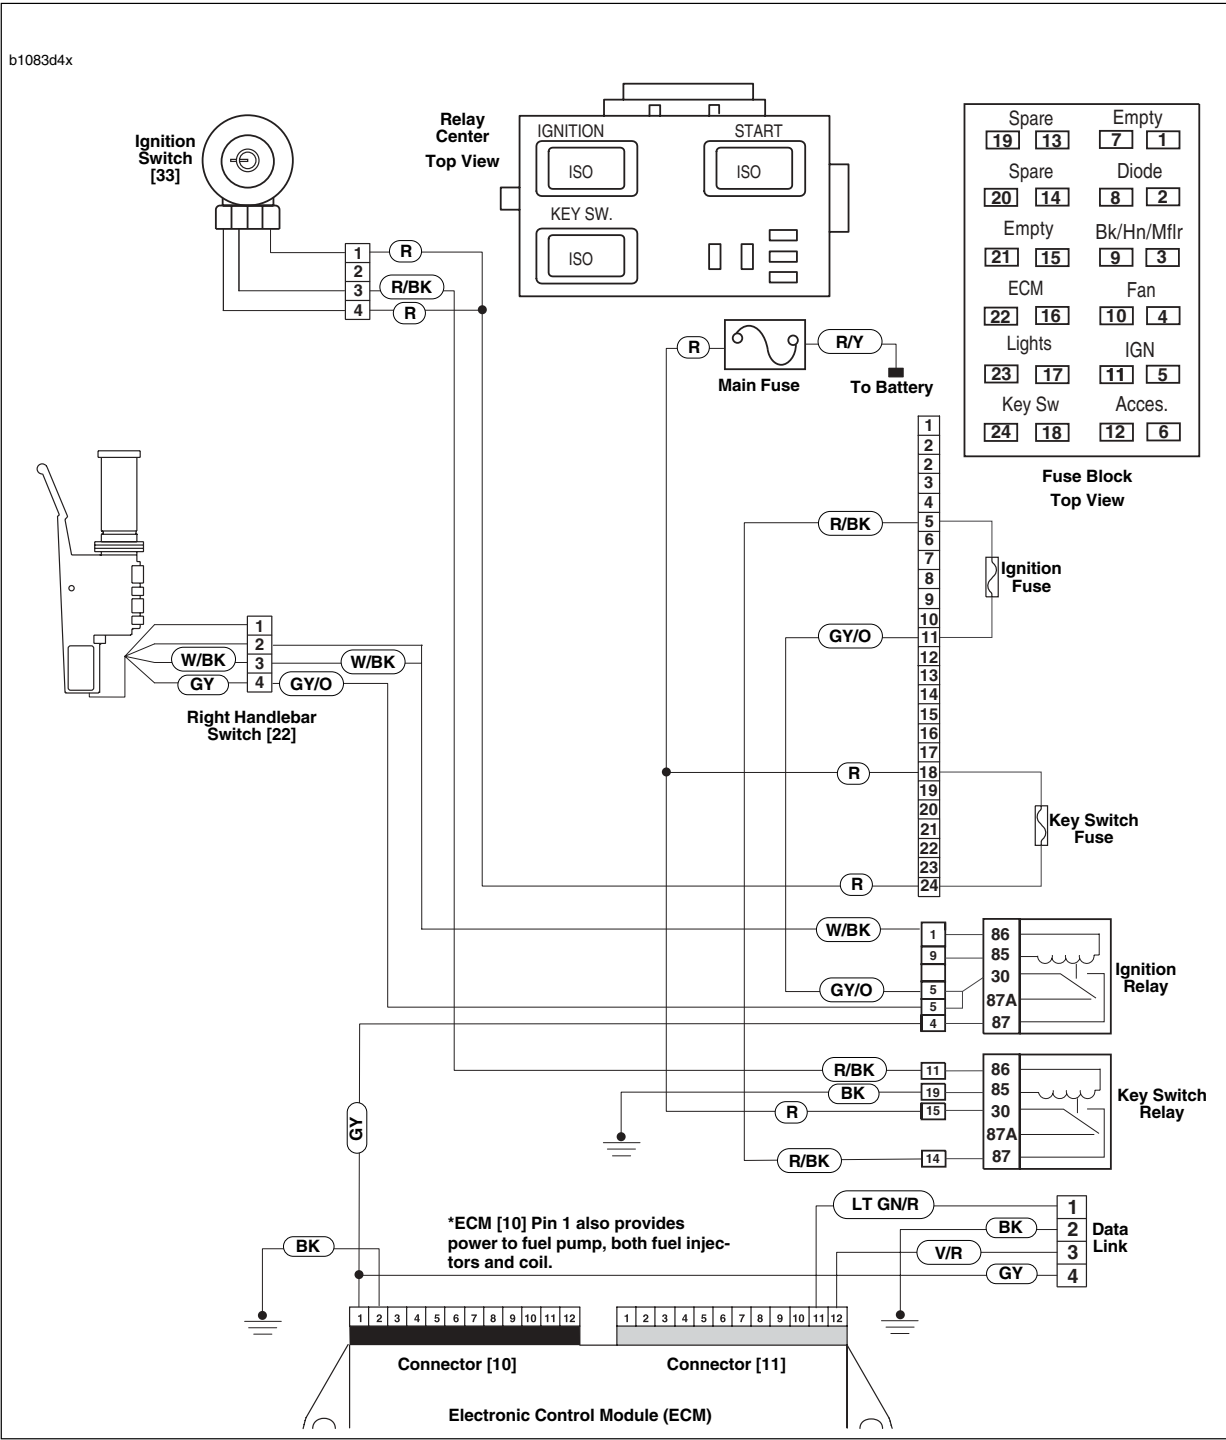 b1083d4x
Ignition
Switch
[33]
1
2
3
4
R
R/BK
R
Relay
Center
Top View
IGNITION
ISO
START
ISO
KEY SW.
ISO
Spare
19 13
Empty
7 1
Spare
20 14
Diode
8 2
Empty
21 15
Bk/Hn/Mflr
9 3
ECM
22 16
Fan
10 4
Lights
23 17
IGN
11 5
Key Sw
24 18
Acces.
12 6
Fuse Block
Top View
R
R/Y
Main Fuse
To Battery
1
2
2
3
4
5
6
7
8
9
10
11
12
13
14
15
16
17
18
19
20
21
22
23
24
R/BK
GY/O
R
R
Ignition
Fuse
Key Switch
Fuse
1
2
3
4
W/BK
GY
W/BK
GY/O
Right Handlebar
Switch [22]
W/BK
GY/O
1
9
5
5
4
86
85
30
87A
87
Ignition
Relay
R/BK
BK
R
R/BK
11
19
15
14
86
85
30
87A
87
Key Switch
Relay
GY
*ECM [10] Pin 1 also provides
power to fuel pump, both fuel injec-
tors and coil.
BK
LT GN/R
BK
V/R
GY
1
2
3
4
Data
Link
1 2 3 4 5 6 7 8 9 10 11 12
1 2 3 4 5 6 7 8 9 10 11 12
Connector [10]
Connector [11]
Electronic Control Module (ECM)